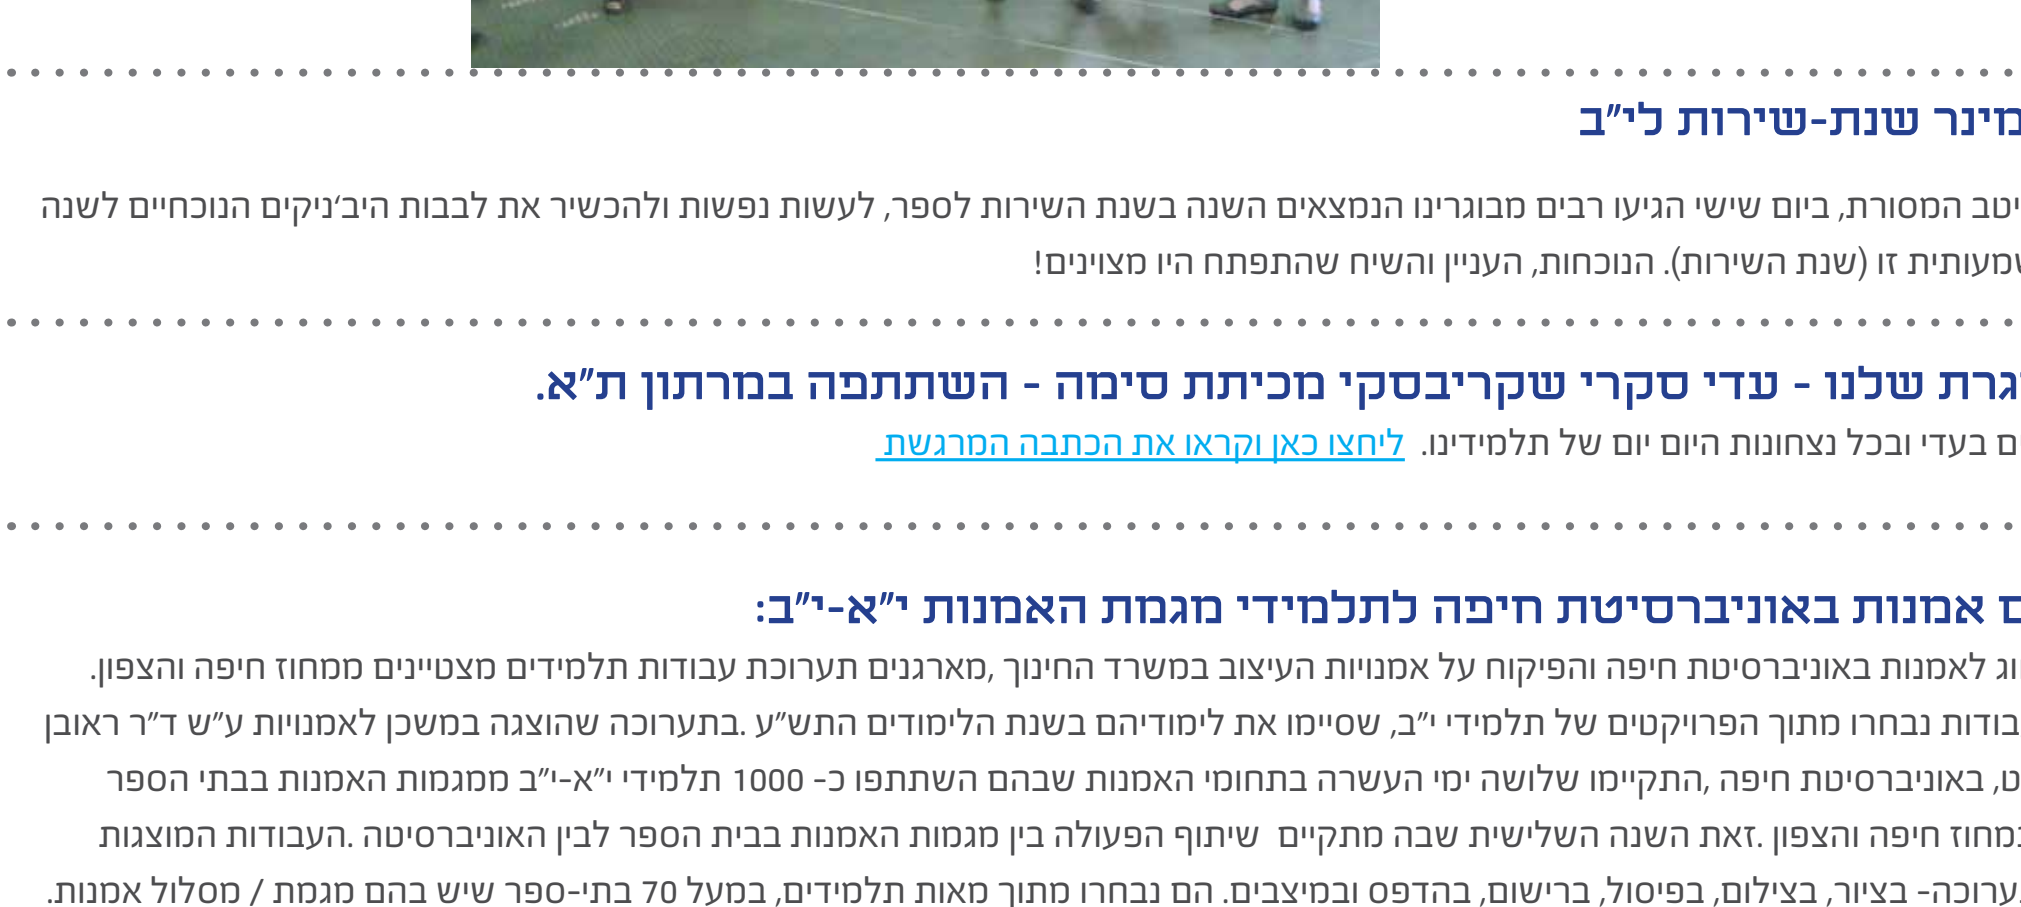 מינר שנת-שירות לי״ב
יטב המסורת, ביום שישי הגיעו רבים מבוגרינו הנמצאים השנה בשנת השירות לספר, לעשות נפשות ולהכשיר את לבבות היב׳ניקים הנוכחיים לשנה
שמעותית זו (שנת השירות). הנוכחות, העניין והשיח שהתפתח היו מצוינים!
גרת שלנו - עדי סקרי שקריבסקי מכיתת סימה - השתתפה במרתון ת״א.
ם בעדי ובכל נצחונות היום יום של תלמידינו. ליחצו כאן וקראו את הכתבה המרגשת
ם אמנות באוניברסיטת חיפה לתלמידי מגמת האמנות י״א-י״ב:
וג לאמנות באוניברסיטת חיפה והפיקוח על אמנויות העיצוב במשרד החינוך ,מארגנים תערוכת עבודות תלמידים מצטיינים ממחוז חיפה והצפון.
בודות נבחרו מתוך הפרויקטים של תלמידי י״ב, שסיימו את לימודיהם בשנת הלימודים התש״ע .בתערוכה שהוצגה במשכן לאמנויות ע״ש ד״ר ראובן
ט, באוניברסיטת חיפה ,התקיימו שלושה ימי העשרה בתחומי האמנות שבהם השתתפו כ- 1000 תלמידי י״א-י״ב ממגמות האמנות בבתי הספר
מחוז חיפה והצפון .זאת השנה השלישית שבה מתקיים שיתוף הפעולה בין מגמות האמנות בבית הספר לבין האוניברסיטה .העבודות המוצגות
ערוכה- בציור, בצילום, בפיסול, ברישום, בהדפס ובמיצבים. הם נבחרו מתוך מאות תלמידים, במעל 70 בתי-ספר שיש בהם מגמת / מסלול אמנות.